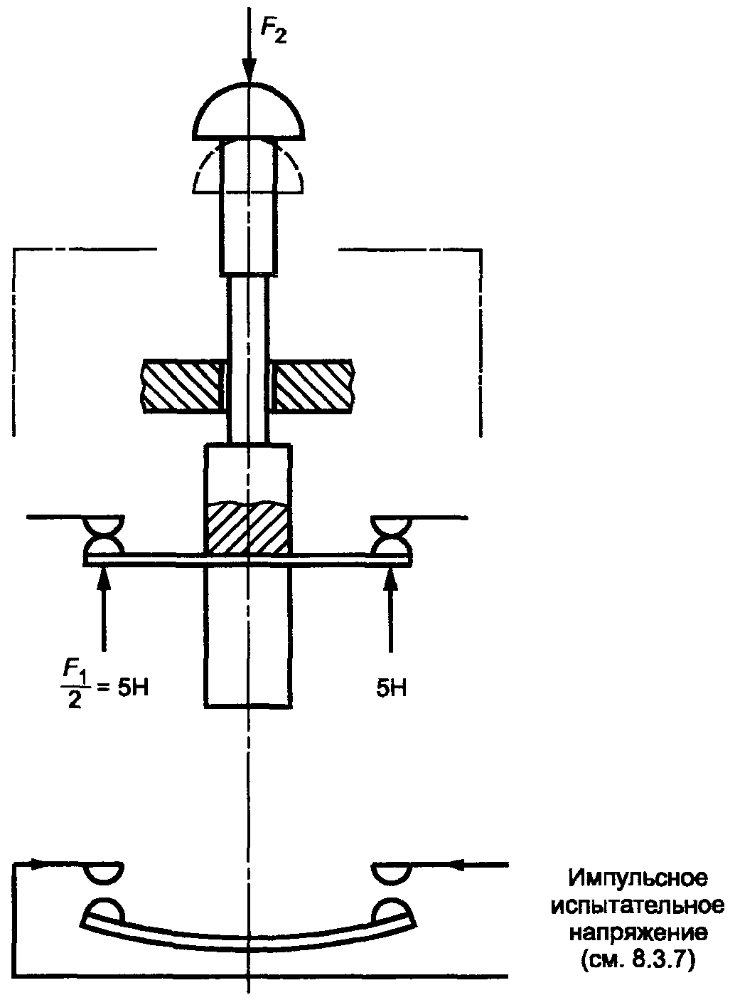 F2
F1/2 = 5Н
5Н
Импульсное
испытательное
напряжение
(см. 8.3.7)